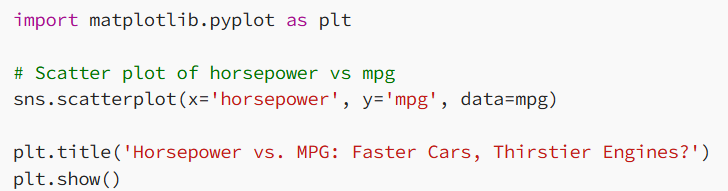 import matplotlib.pyplot as plt
# Scatter plot of horsepower vs mpg
sns.scatterplot(x='horsepower', y='mpg', data=mpg)
plt.title('Horsepower vs. MPG: Faster Cars, Thirstier Engines?')
plt.show()